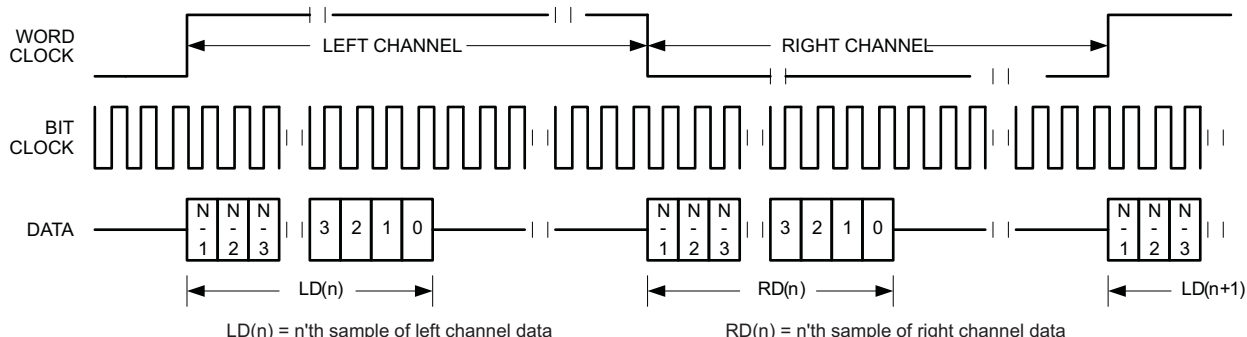 WORD CLOCK
LEFT CHANNEL
RIGHT CHANNEL
BIT CLOCK
DATA
N-1 N-2 N-3 3 2 1 0
N-1 N-2 N-3 3 2 1 0
N-1 N-2 N-3
LD(n)
RD(n)
LD(n+1)
LD(n) = n'th sample of left channel data
RD(n) = n'th sample of right channel data